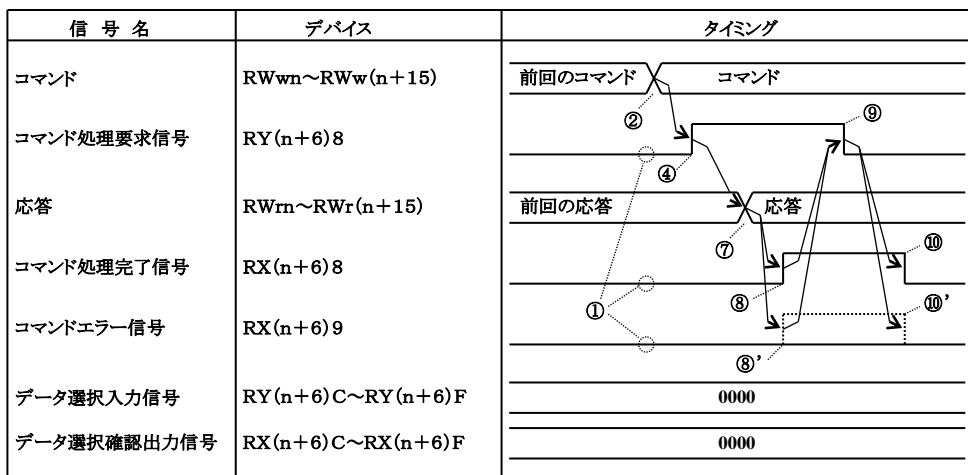 信 号 名 デバイス タイミング
コマンド RWwn～RWw(n＋15) 前回のコマンド コマンド
② ⑨
コマンド処理要求信号 RY(n＋6)8
④
応答 RWrn～RWr(n＋15) 前回の応答 応答
⑦ ⑩
コマンド処理完了信号 RX(n＋6)8
① ⑧ ⑩’
コマンドエラー信号 RX(n＋6)9
⑧’
データ選択入力信号 RY(n＋6)C～RY(n＋6)F 0000
データ選択確認出力信号 RX(n＋6)C～RX(n＋6)F 0000